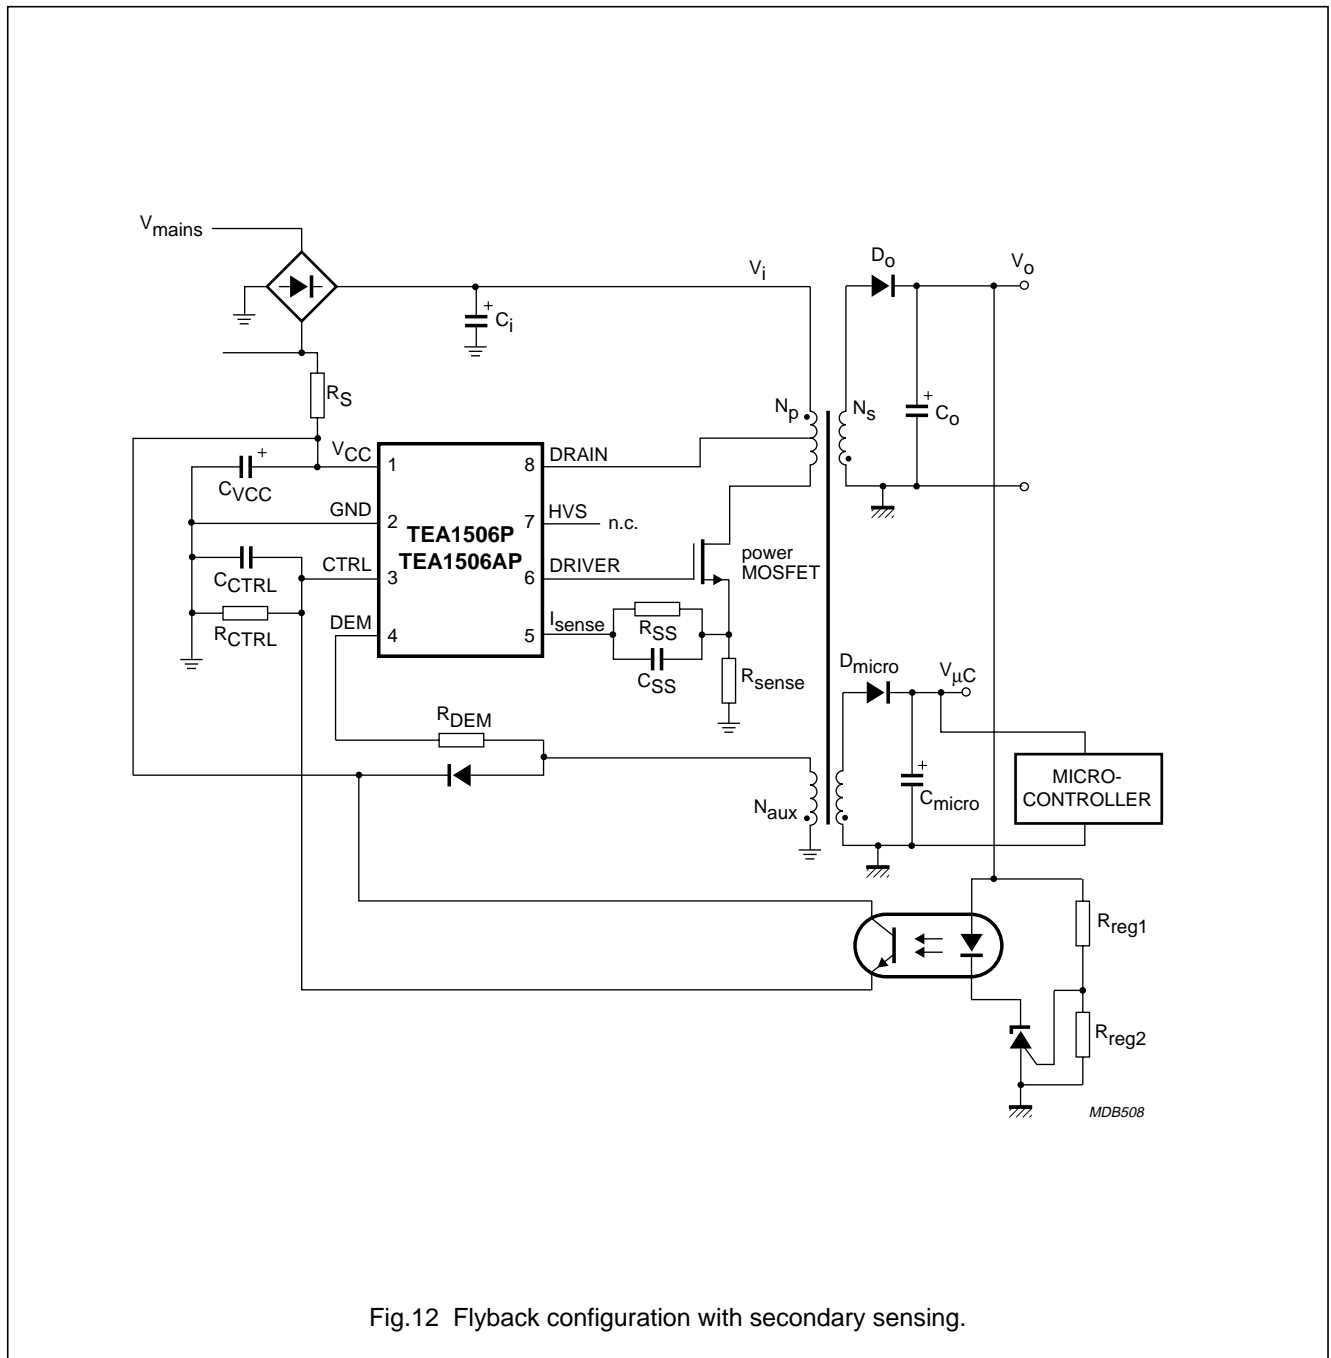 Vmains
Vi
Do
Vo
Ci
RS
Np
Ns
Co
VCC
1
8
DRAIN
CVCC
GND
2
7
HVS
n.c.
TEA1506P
TEA1506AP
CCTRL
CTRL
3
6
DRIVER
power
MOSFET
RCTRL
DEM
4
5
Isense
RSS
CSS
Rsense
Dmicro
VμC
RDEM
MICRO-
CONTROLLER
Naux
Cmicro
Rreg1
Rreg2
MDB508
Fig.12 Flyback configuration with secondary sensing.